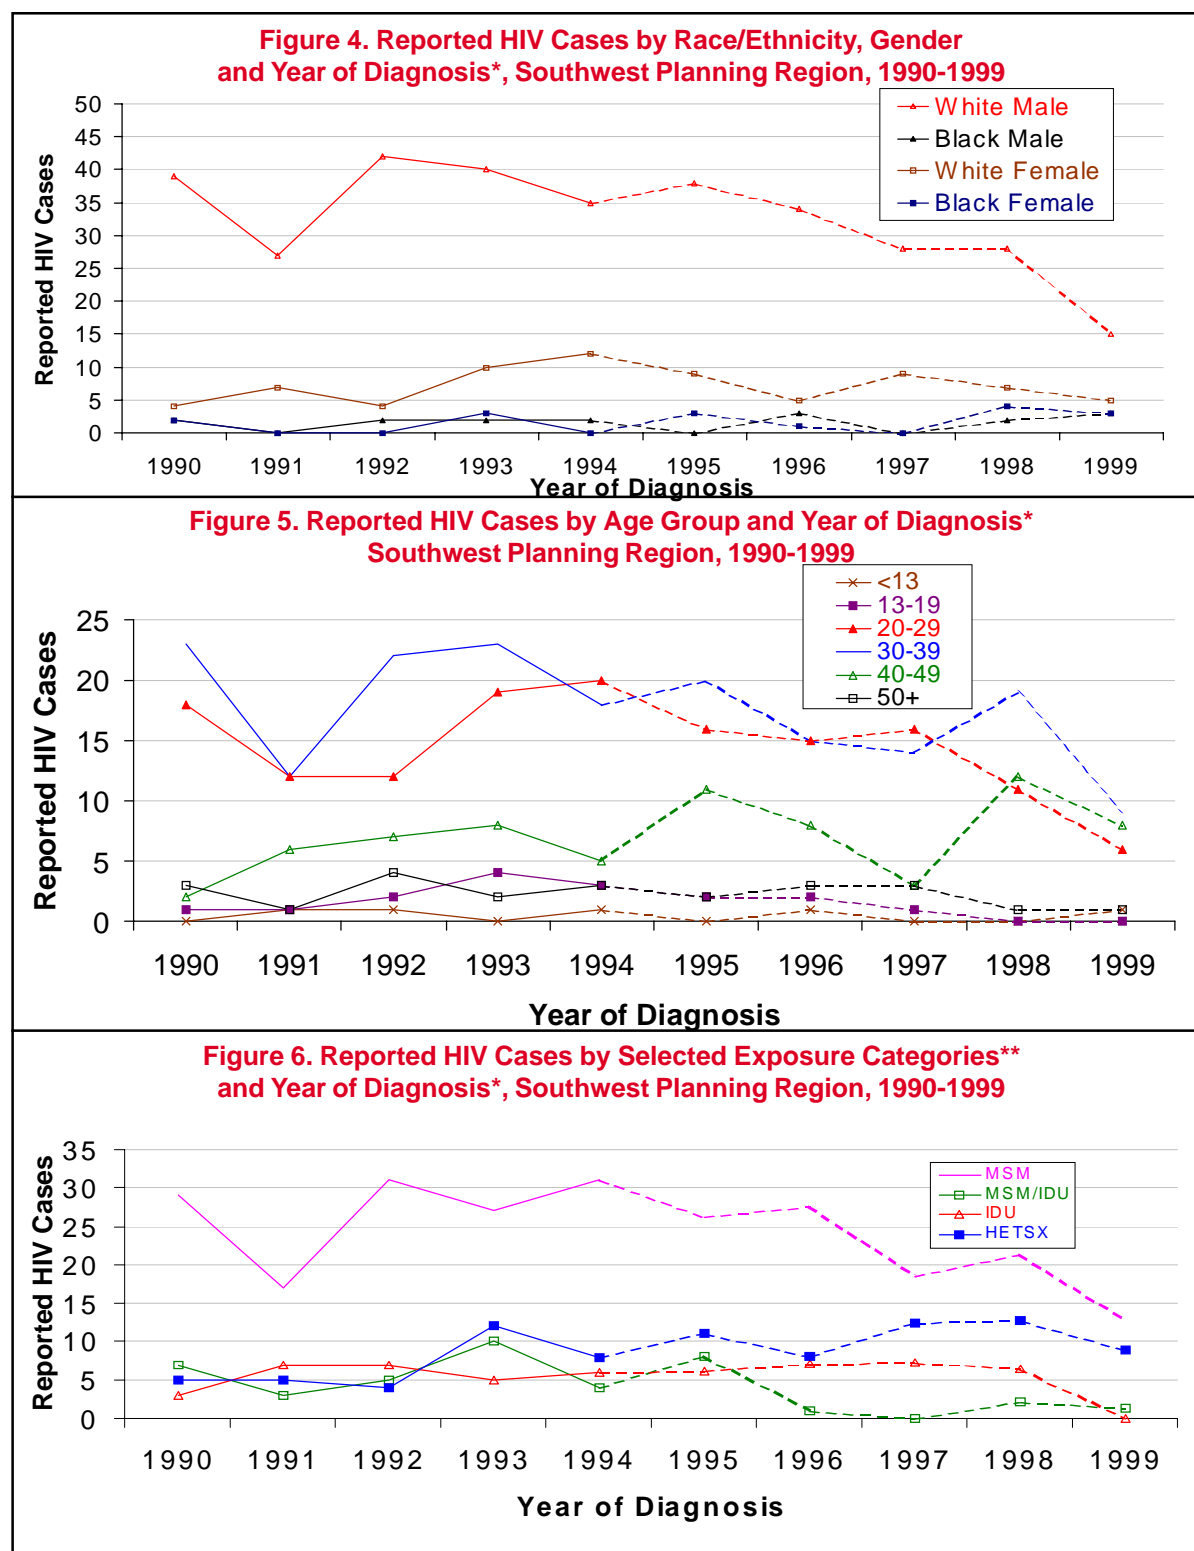 Figure 4. Reported HIV Cases by Race/Ethnicity, Gender
and Year of Diagnosis*, Southwest Planning Region, 1990-1999
White Male
Black Male
White Female
Black Female
Reported HIV Cases
50
45
40
35
30
25
20
15
10
5
0
1990 1991 1992 1993 1994 1995 1996 1997 1998 1999
Year of Diagnosis
Figure 5. Reported HIV Cases by Age Group and Year of Diagnosis*
Southwest Planning Region, 1990-1999
<13
13-19
20-29
30-39
40-49
50+
Reported HIV Cases
25
20
15
10
5
0
1990 1991 1992 1993 1994 1995 1996 1997 1998 1999
Year of Diagnosis
Figure 6. Reported HIV Cases by Selected Exposure Categories**
and Year of Diagnosis*, Southwest Planning Region, 1990-1999
MSM
MSM/IDU
IDU
HETSX
Reported HIV Cases
35
30
25
20
15
10
5
0
1990 1991 1992 1993 1994 1995 1996 1997 1998 1999
Year of Diagnosis